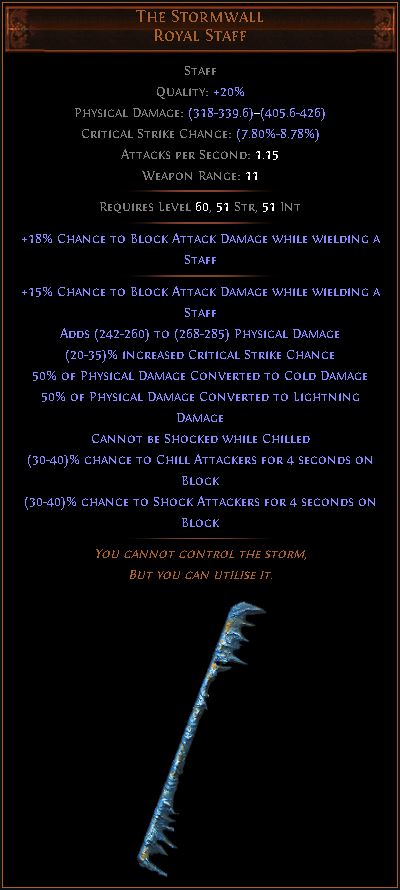 The Stormwall
Royal Staff
Staff
Quality: +20%
Physical Damage: (318-339.6)–(405.6-426)
Critical Strike Chance: (7.80%-8.78%)
Attacks per Second: 1.15
Weapon Range: 11
Requires Level 60, 51 Str, 51 Int
+18% Chance to Block Attack Damage while wielding a
Staff
+15% Chance to Block Attack Damage while wielding a
Staff
Adds (242-260) to (268-285) Physical Damage
(20-35)% increased Critical Strike Chance
50% of Physical Damage Converted to Cold Damage
50% of Physical Damage Converted to Lightning
Damage
Cannot be Shocked while Chilled
(30-40)% chance to Chill Attackers for 4 seconds on
Block
(30-40)% chance to Shock Attackers for 4 seconds on
Block
You cannot control the storm,
But you can utilise it.